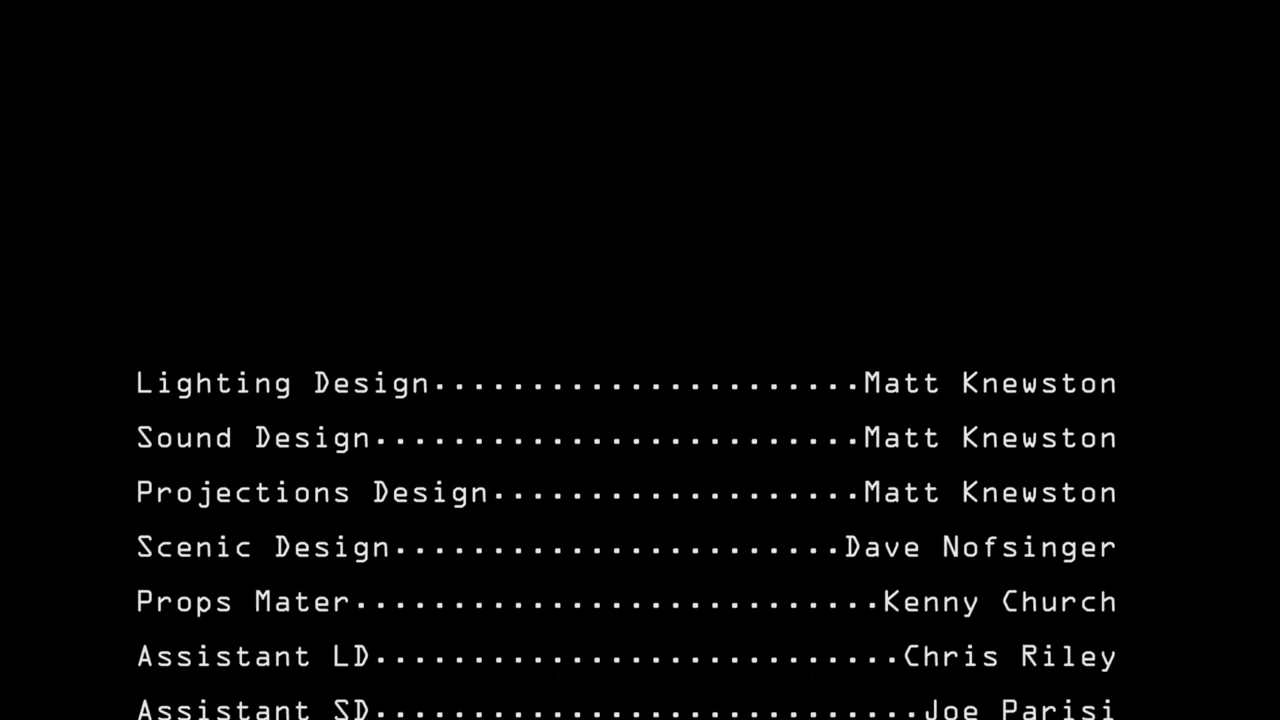 Lighting Design......................Matt Knewston
Sound Design.........................Matt Knewston
Projections Design...................Matt Knewston
Scenic Design.......................Dave Nofsinger
Props Mater...........................Kenny Church
Assistant LD...........................Chris Riley
Assistant SD............................Joe Parisi